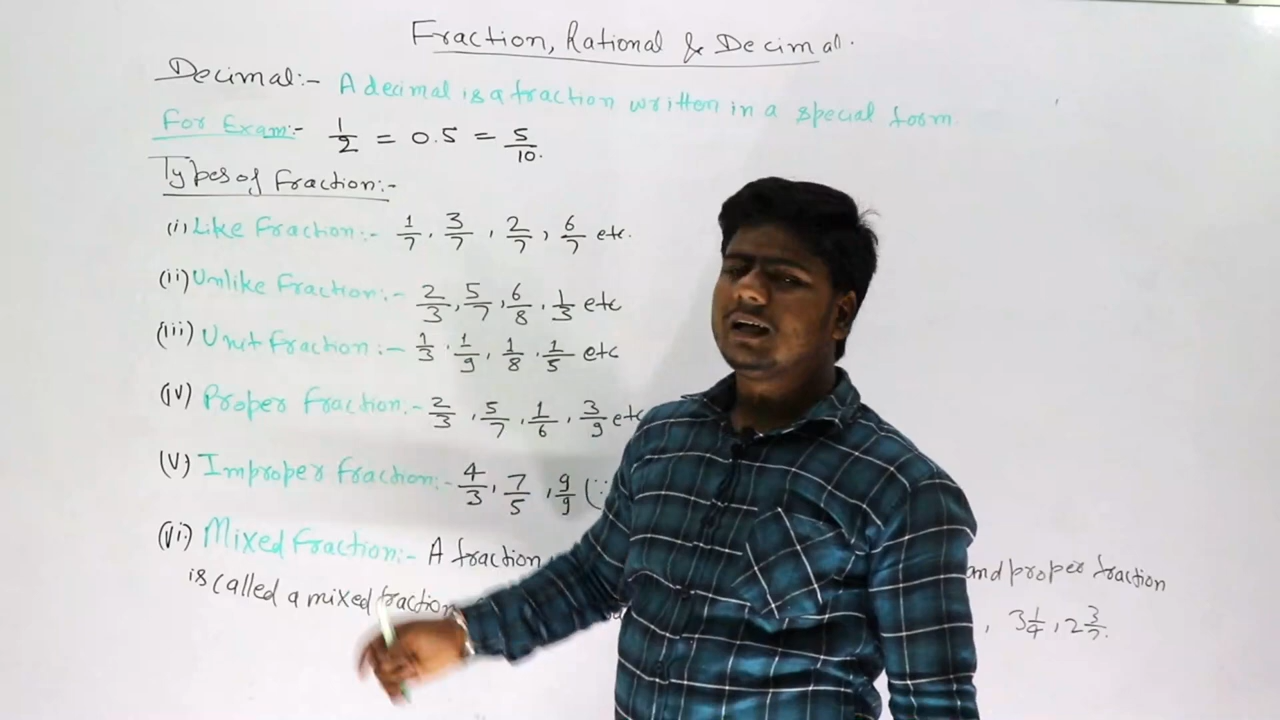 Fraction, Rational & Decimal.
Decimal:- A decimal is a fraction written in a special form.
For Exam:- 1/2 = 0.5 = 5/10.
Types of Fraction:-
(i) Like Fraction:- 1/7, 3/7, 2/7, 6/7 etc.
(ii) Unlike Fraction:- 2/3, 5/7, 6/8, 1/3 etc
(iii) Unit Fraction:- 1/3, 1/9, 1/8, 1/5 etc
(iv) Proper Fraction:- 2/3, 5/7, 1/6, 3/9 etc
(v) Improper Fraction:- 4/3, 7/5, 9/9 (
(vi) Mixed Fraction:- A fraction and proper fraction
is called a mixed fraction , 3 1/4, 2